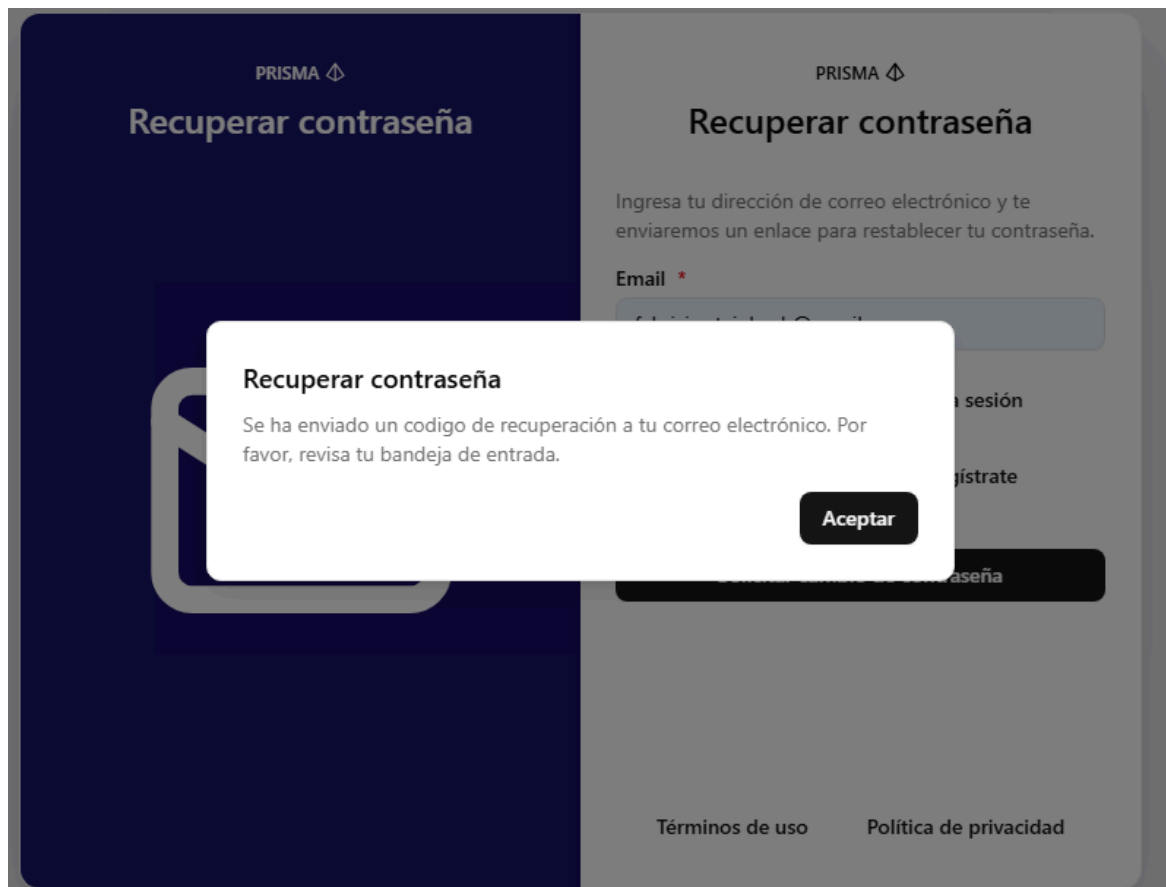 PRISMA
Recuperar contraseña
PRISMA
Recuperar contraseña
Ingresa tu dirección de correo electrónico y te
enviaremos un enlace para restablecer tu contraseña.
Email *
Recuperar contraseña
Se ha enviado un codigo de recuperación a tu correo electrónico. Por
favor, revisa tu bandeja de entrada.
Aceptar
sesión
Términos de uso
Política de privacidad